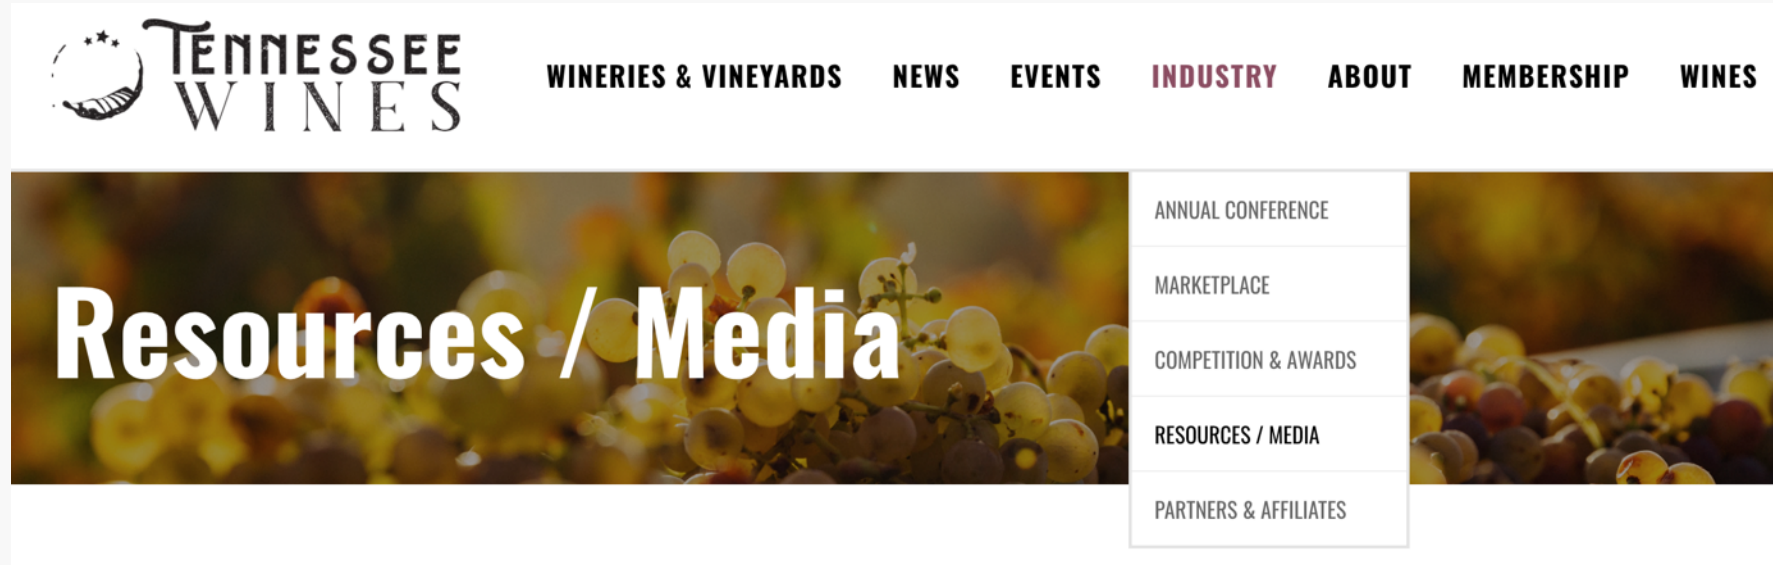 TENNESSEE
WINES
WINERIES & VINEYARDS NEWS EVENTS INDUSTRY ABOUT MEMBERSHIP WINES
Resources / Media
ANNUAL CONFERENCE
MARKETPLACE
COMPETITION & AWARDS
RESOURCES / MEDIA
PARTNERS & AFFILIATES